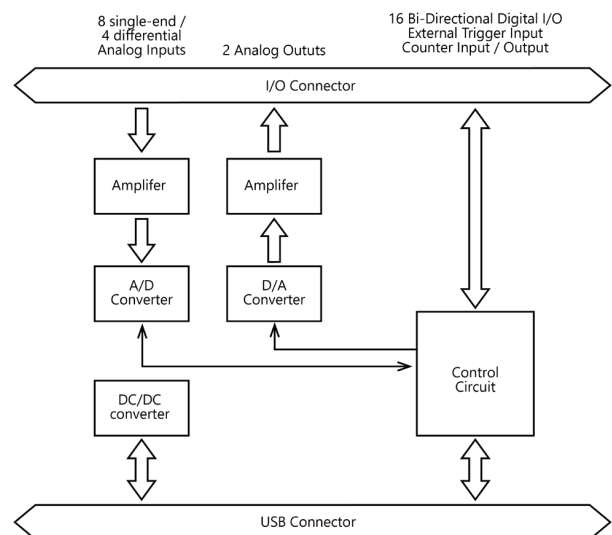 8 single-end /
4 differential
Analog Inputs
2 Analog Oututs
16 Bi-Directional Digital I/O
External Trigger Input
Counter Input / Output
I/O Connector
Amplifer
Amplifer
A/D
Converter
D/A
Converter
Control
Circuit
DC/DC
converter
USB Connector